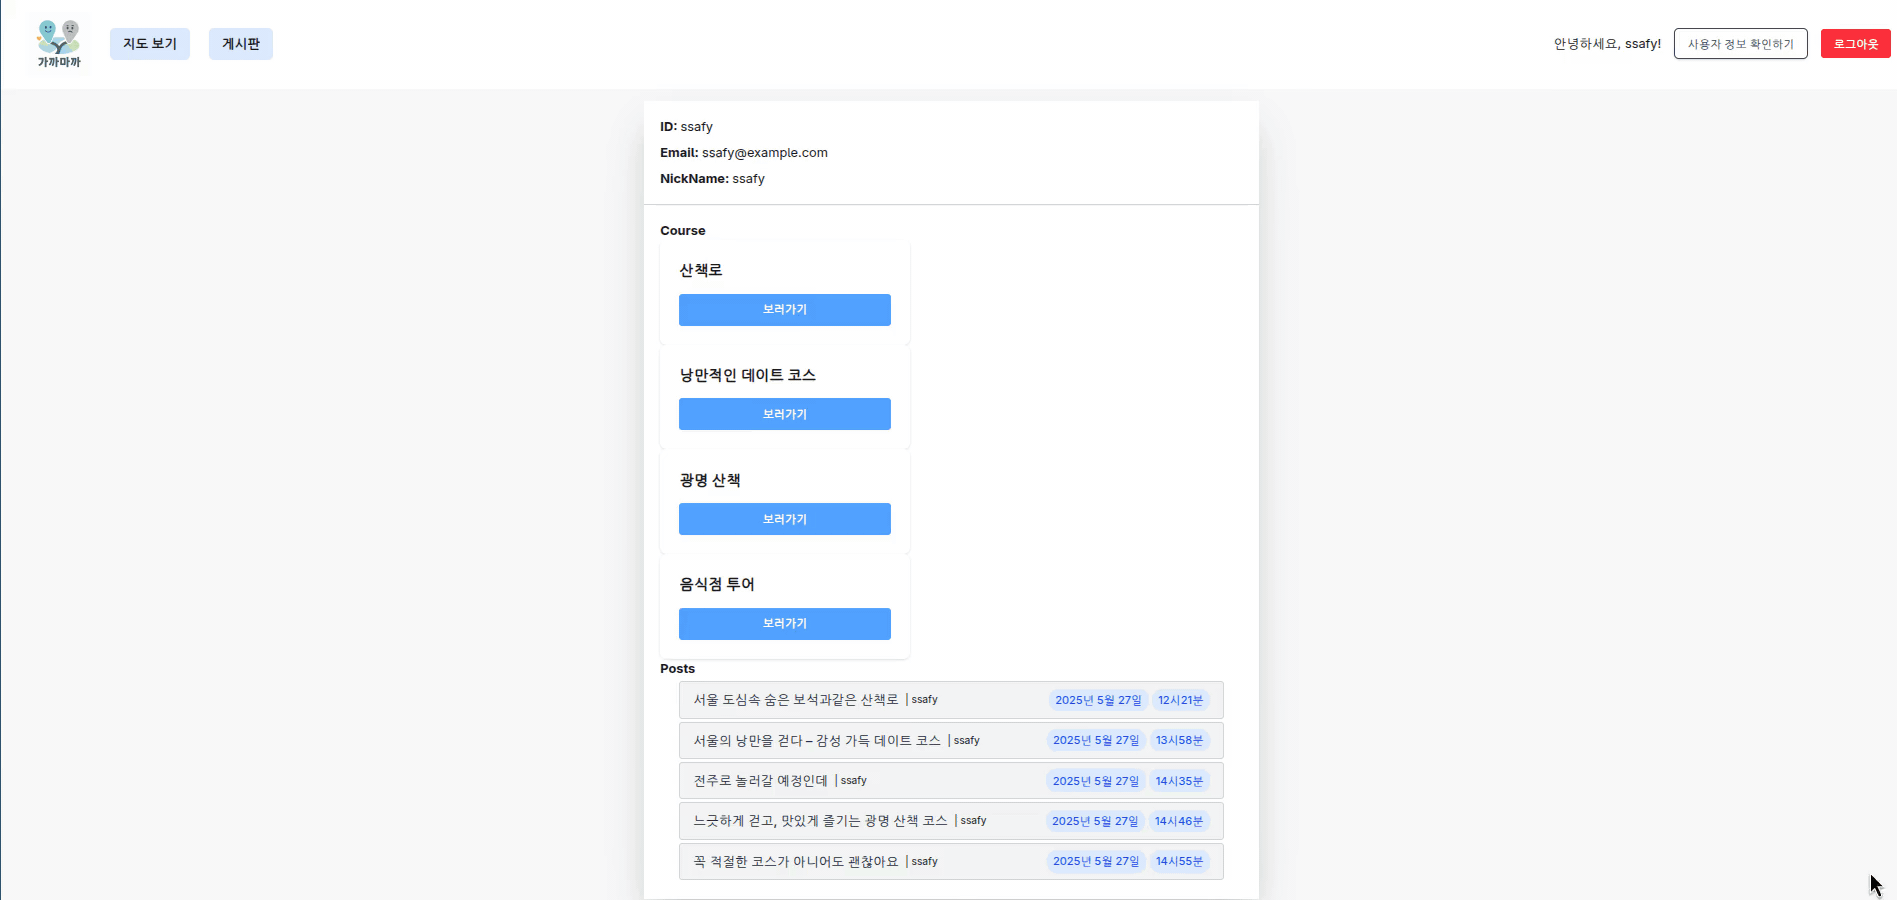 가까마까
지도 보기
게시판
안녕하세요, ssafy!
사용자 정보 확인하기
로그아웃
ID: ssafy
Email: ssafy@example.com
NickName: ssafy
Course
산책로
보러가기
낭만적인 데이트 코스
보러가기
광명 산책
보러가기
음식점 투어
보러가기
Posts
서울 도심속 숨은 보석과같은 산책로 | ssafy 2025년 5월 27일 12시21분
서울의 낭만을 걷다 – 감성 가득 데이트 코스 | ssafy 2025년 5월 27일 13시58분
전주로 놀러갈 예정인데 | ssafy 2025년 5월 27일 14시35분
느긋하게 걷고, 맛있게 즐기는 광명 산책 코스 | ssafy 2025년 5월 27일 14시46분
꼭 적절한 코스가 아니어도 괜찮아요 | ssafy 2025년 5월 27일 14시55분